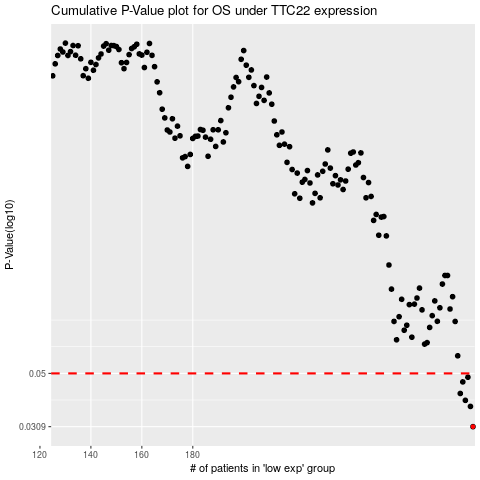 Cumulative P-Value plot for OS under TTC22 expression
P-Value(log10)
0.05
0.0309
120 140 160 180
# of patients in 'low exp' group